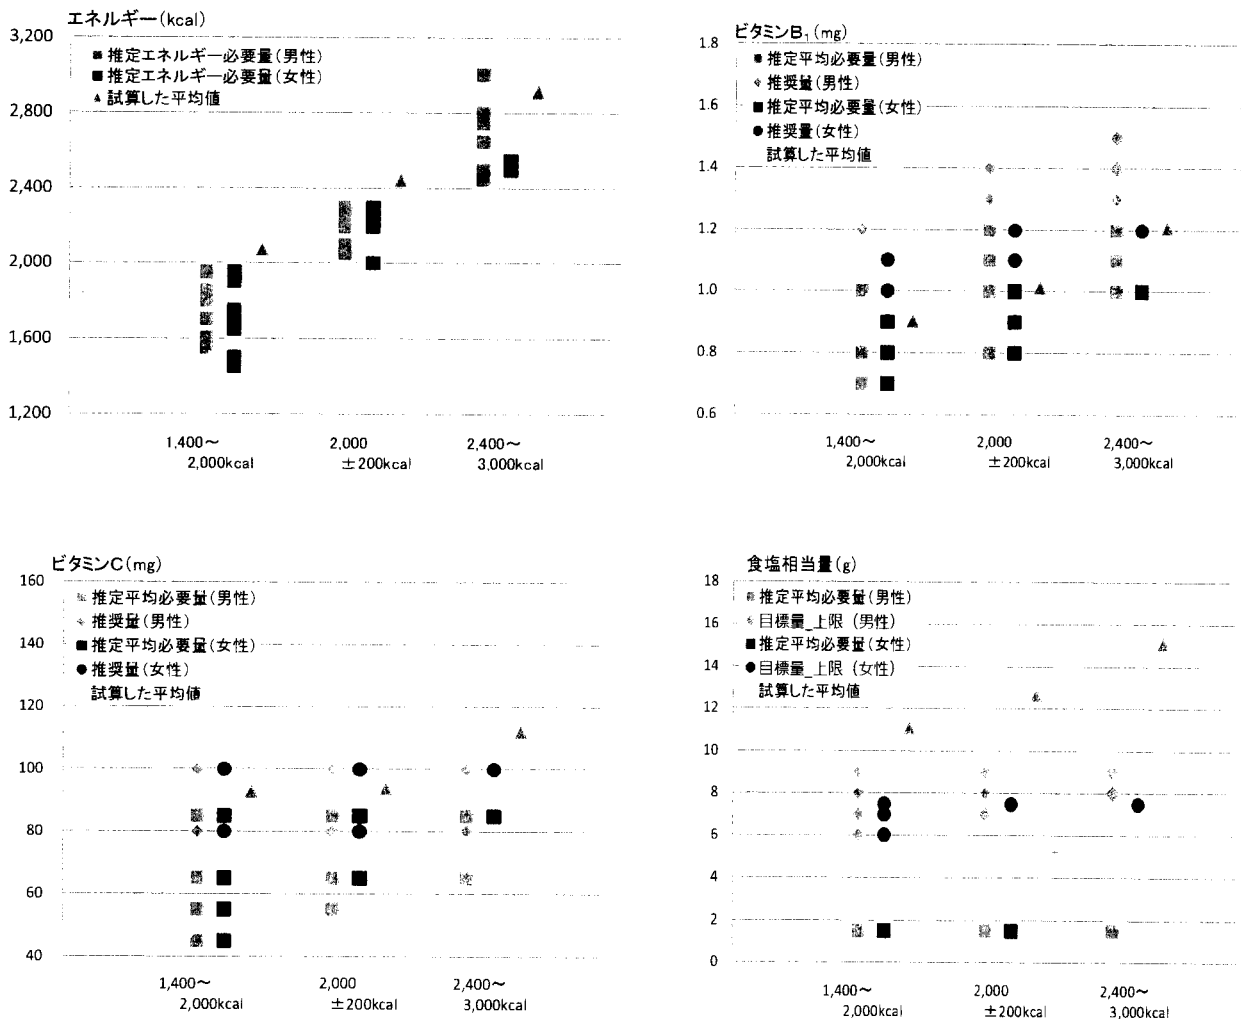 エネルギー(kcal)
3,200
■推定エネルギー必要量(男性)
■推定エネルギー必要量(女性)
▲試算した平均値
2,800
2,400
2,000
1,600
1,200
1,400～
2,000kcal
2,000
±200kcal
2,400～
3,000kcal
ビタミンB₁(mg)
1.8
推定平均必要量(男性)
推奨量(男性)
■推定平均必要量(女性)
●推奨量(女性)
試算した平均値
1.6
1.4
1.2
1.0
0.8
0.6
1,400～
2,000kcal
2,000
±200kcal
2,400～
3,000kcal
ビタミンC(mg)
160
推定平均必要量(男性)
推奨量(男性)
■推定平均必要量(女性)
●推奨量(女性)
試算した平均値
140
120
100
80
60
40
1,400～
2,000kcal
2,000
±200kcal
2,400～
3,000kcal
食塩相当量(g)
18
推定平均必要量(男性)
目標量_上限 (男性)
■推定平均必要量(女性)
●目標量_上限 (女性)
試算した平均値
16
14
12
10
8
6
4
2
0
1,400～
2,000kcal
2,000
±200kcal
2,400～
3,000kcal